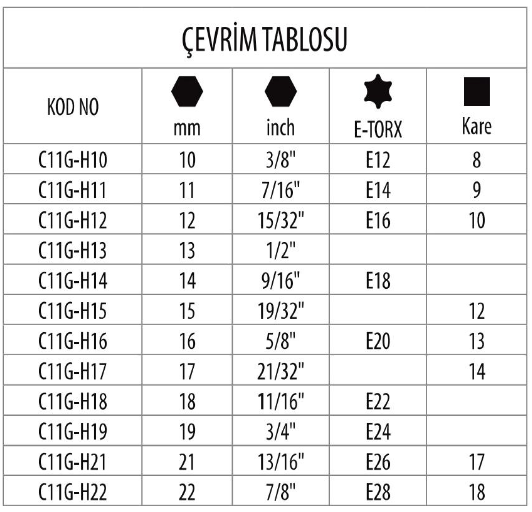 ÇEVRİM TABLOSU
KOD NO mm inch E-TORX Kare
C11G-H10 10 3/8" E12 8
C11G-H11 11 7/16" E14 9
C11G-H12 12 15/32" E16 10
C11G-H13 13 1/2"
C11G-H14 14 9/16" E18
C11G-H15 15 19/32" 12
C11G-H16 16 5/8" E20 13
C11G-H17 17 21/32" 14
C11G-H18 18 11/16" E22
C11G-H19 19 3/4" E24
C11G-H21 21 13/16" E26 17
C11G-H22 22 7/8" E28 18